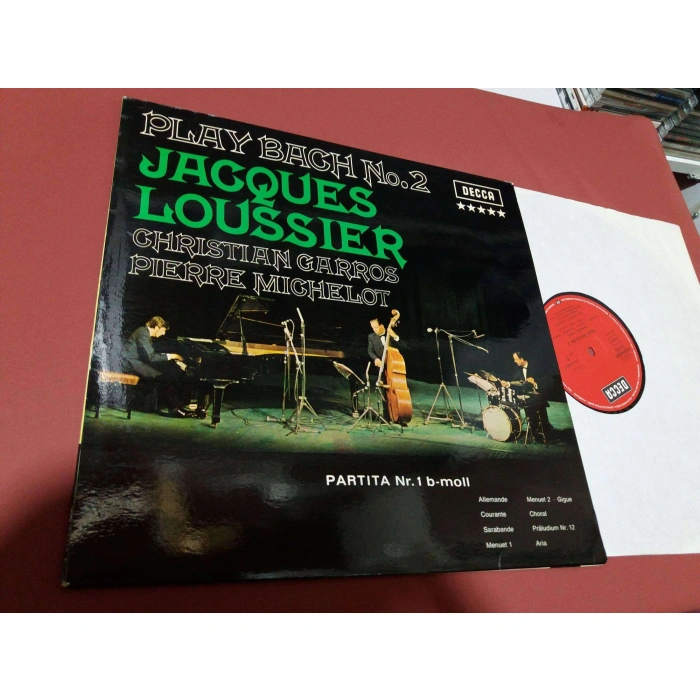 PLAY BACH No.2
JACQUES
LOUSSIER
CHRISTIAN GARROS
PIERRE MICHELOT
DECCA
★★★★★
PARTITA Nr. 1 b-moll
Allemande Menuet 2 - Gigue
Courante Choral
Sarabande Präludium Nr. 12
Menuet 1 Aria
DECCA